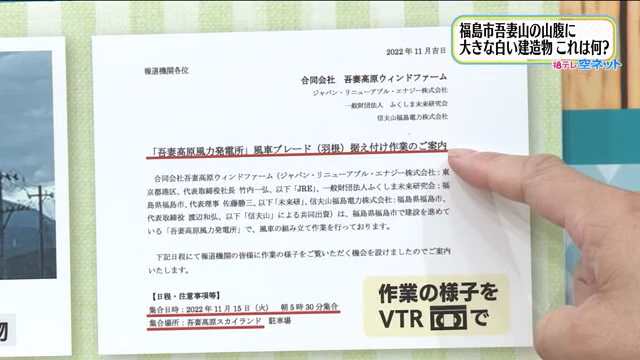 福島市吾妻山の山腹に
大きな白い建造物 これは何?
福テレ空ネット
2022年11月吉日
報道機関各位
合同会社 吾妻高原ウィンドファーム
ジャパン・リニューアブル・エナジー株式会社
一般財団法人 ふくしま未来研究会
信夫山福島電力株式会社
「吾妻高原風力発電所」風車ブレード(羽根)据え付け作業のご案内
合同会社吾妻高原ウィンドファーム(ジャパン・リニューアブル・エナジー株式会社:東
京都港区、代表取締役社長 竹内一弘、以下「JRE」、一般財団法人ふくしま未来研究会:福
島県福島市、代表理事 佐藤勝三、以下「未来研」、信夫山福島電力株式会社:福島県福島市、
代表取締役 渡辺和弘、以下「信夫山」による共同出資)は、福島県福島市で建設を進めて
いる「吾妻高原風力発電所」で、風車の組み立て作業を行っております。
下記日程にて報道機関の皆様に作業の様子をご覧いただく機会を設けましたのでご案内
いたします。
【日程・注意事項等】
集合日時:2022年11月15日(火) 朝5時30分集合
集合場所:吾妻高原スカイランド 駐車場
作業の様子を
VTRで
物